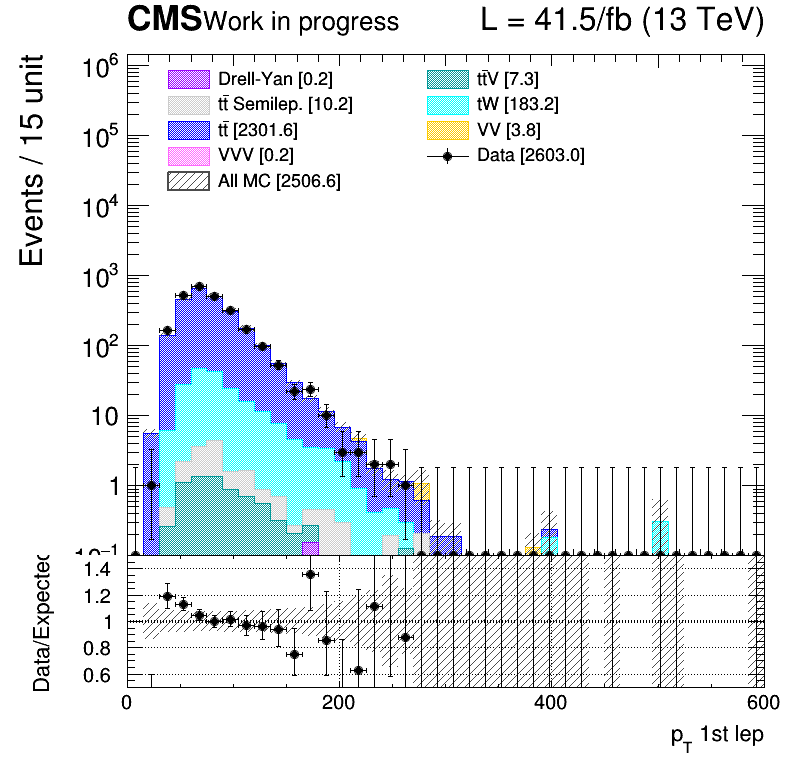 CMS Work in progress L = 41.5/fb (13 TeV)
Events / 15 unit
10⁶
10⁵
10⁴
10³
10²
10
1
10⁻¹
Drell-Yan [0.2]
tt̄ Semilep. [10.2]
tt̄ [2301.6]
VVV [0.2]
All MC [2506.6]
tt̄V [7.3]
tW [183.2]
VV [3.8]
Data [2603.0]
Data/Expected
1.4
1.2
1
0.8
0.6
0 200 400 600
p_T 1st lep